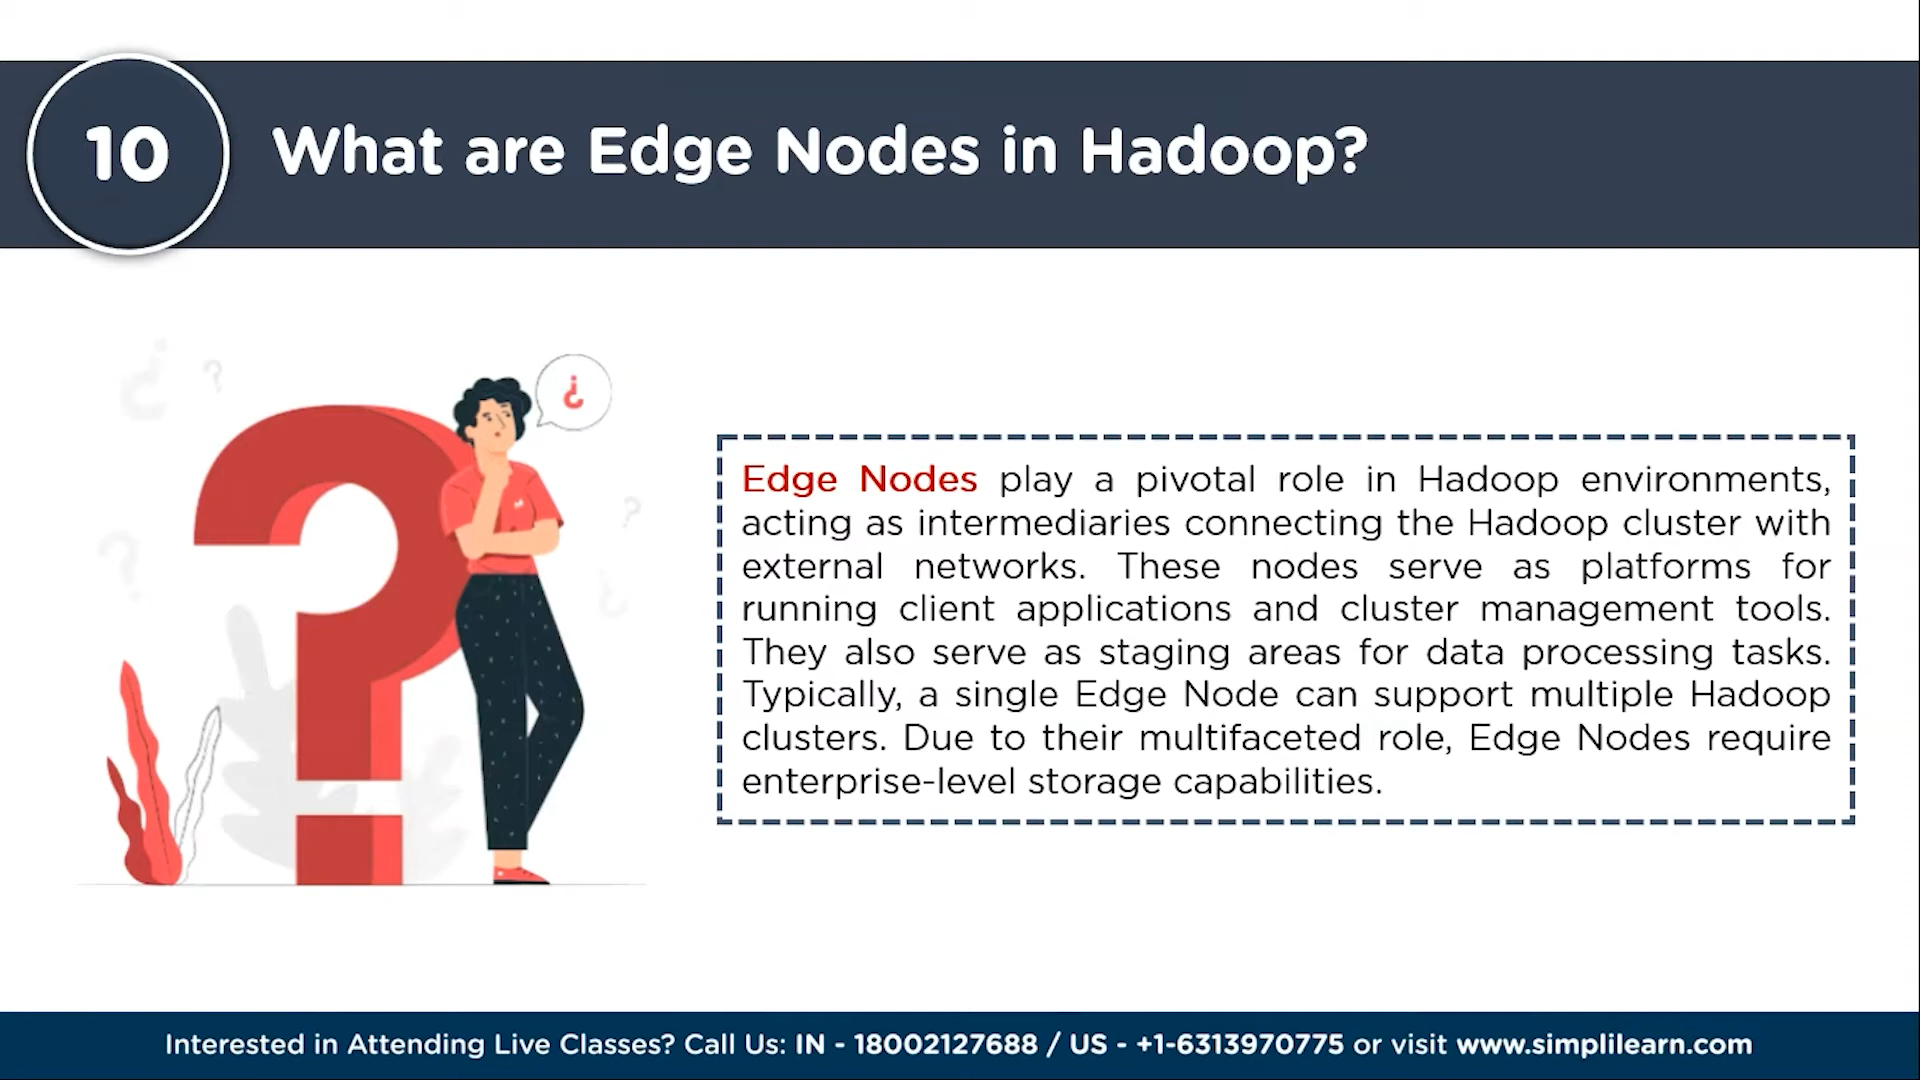 10
What are Edge Nodes in Hadoop?
Edge Nodes play a pivotal role in Hadoop environments,
acting as intermediaries connecting the Hadoop cluster with
external networks. These nodes serve as platforms for
running client applications and cluster management tools.
They also serve as staging areas for data processing tasks.
Typically, a single Edge Node can support multiple Hadoop
clusters. Due to their multifaceted role, Edge Nodes require
enterprise-level storage capabilities.
Interested in Attending Live Classes? Call Us: IN - 18002127688 / US - +1-6313970775 or visit www.simplilearn.com